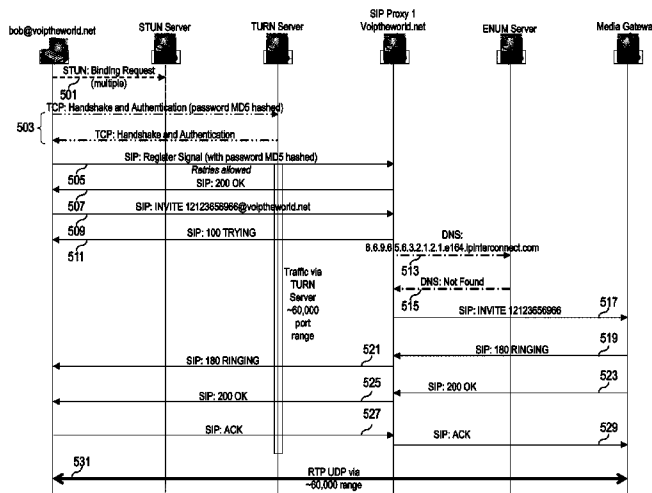 SIP Proxy 1
bob@voiptheworld.net
STUN Server
TURN Server
Voiptheworld.net
ENUM Server
Media Gateway
STUN: Binding Request
501
(multiple)
TCP: Handshake and Authentication (password MD5 hashed)
503
TCP: Handshake and Authentication
SIP: Register Signal (with password MD5 hashed)
505
Retries allowed
SIP: 200 OK
507
SIP: INVITE 12123656966@voiptheworld.net
509
SIP: 100 TRYING
511
DNS:
6.6.9.6.5.6.3.2.1.2.1.e164.ipinterconnect.com
513
DNS: Not Found
515
Traffic via
TURN
Server
~60,000
port
range
517
SIP: INVITE 12123656966
519
SIP: 180 RINGING
521
SIP: 180 RINGING
523
SIP: 200 OK
525
SIP: 200 OK
527
SIP: ACK
529
SIP: ACK
531
RTP UDP via
~60,000 range